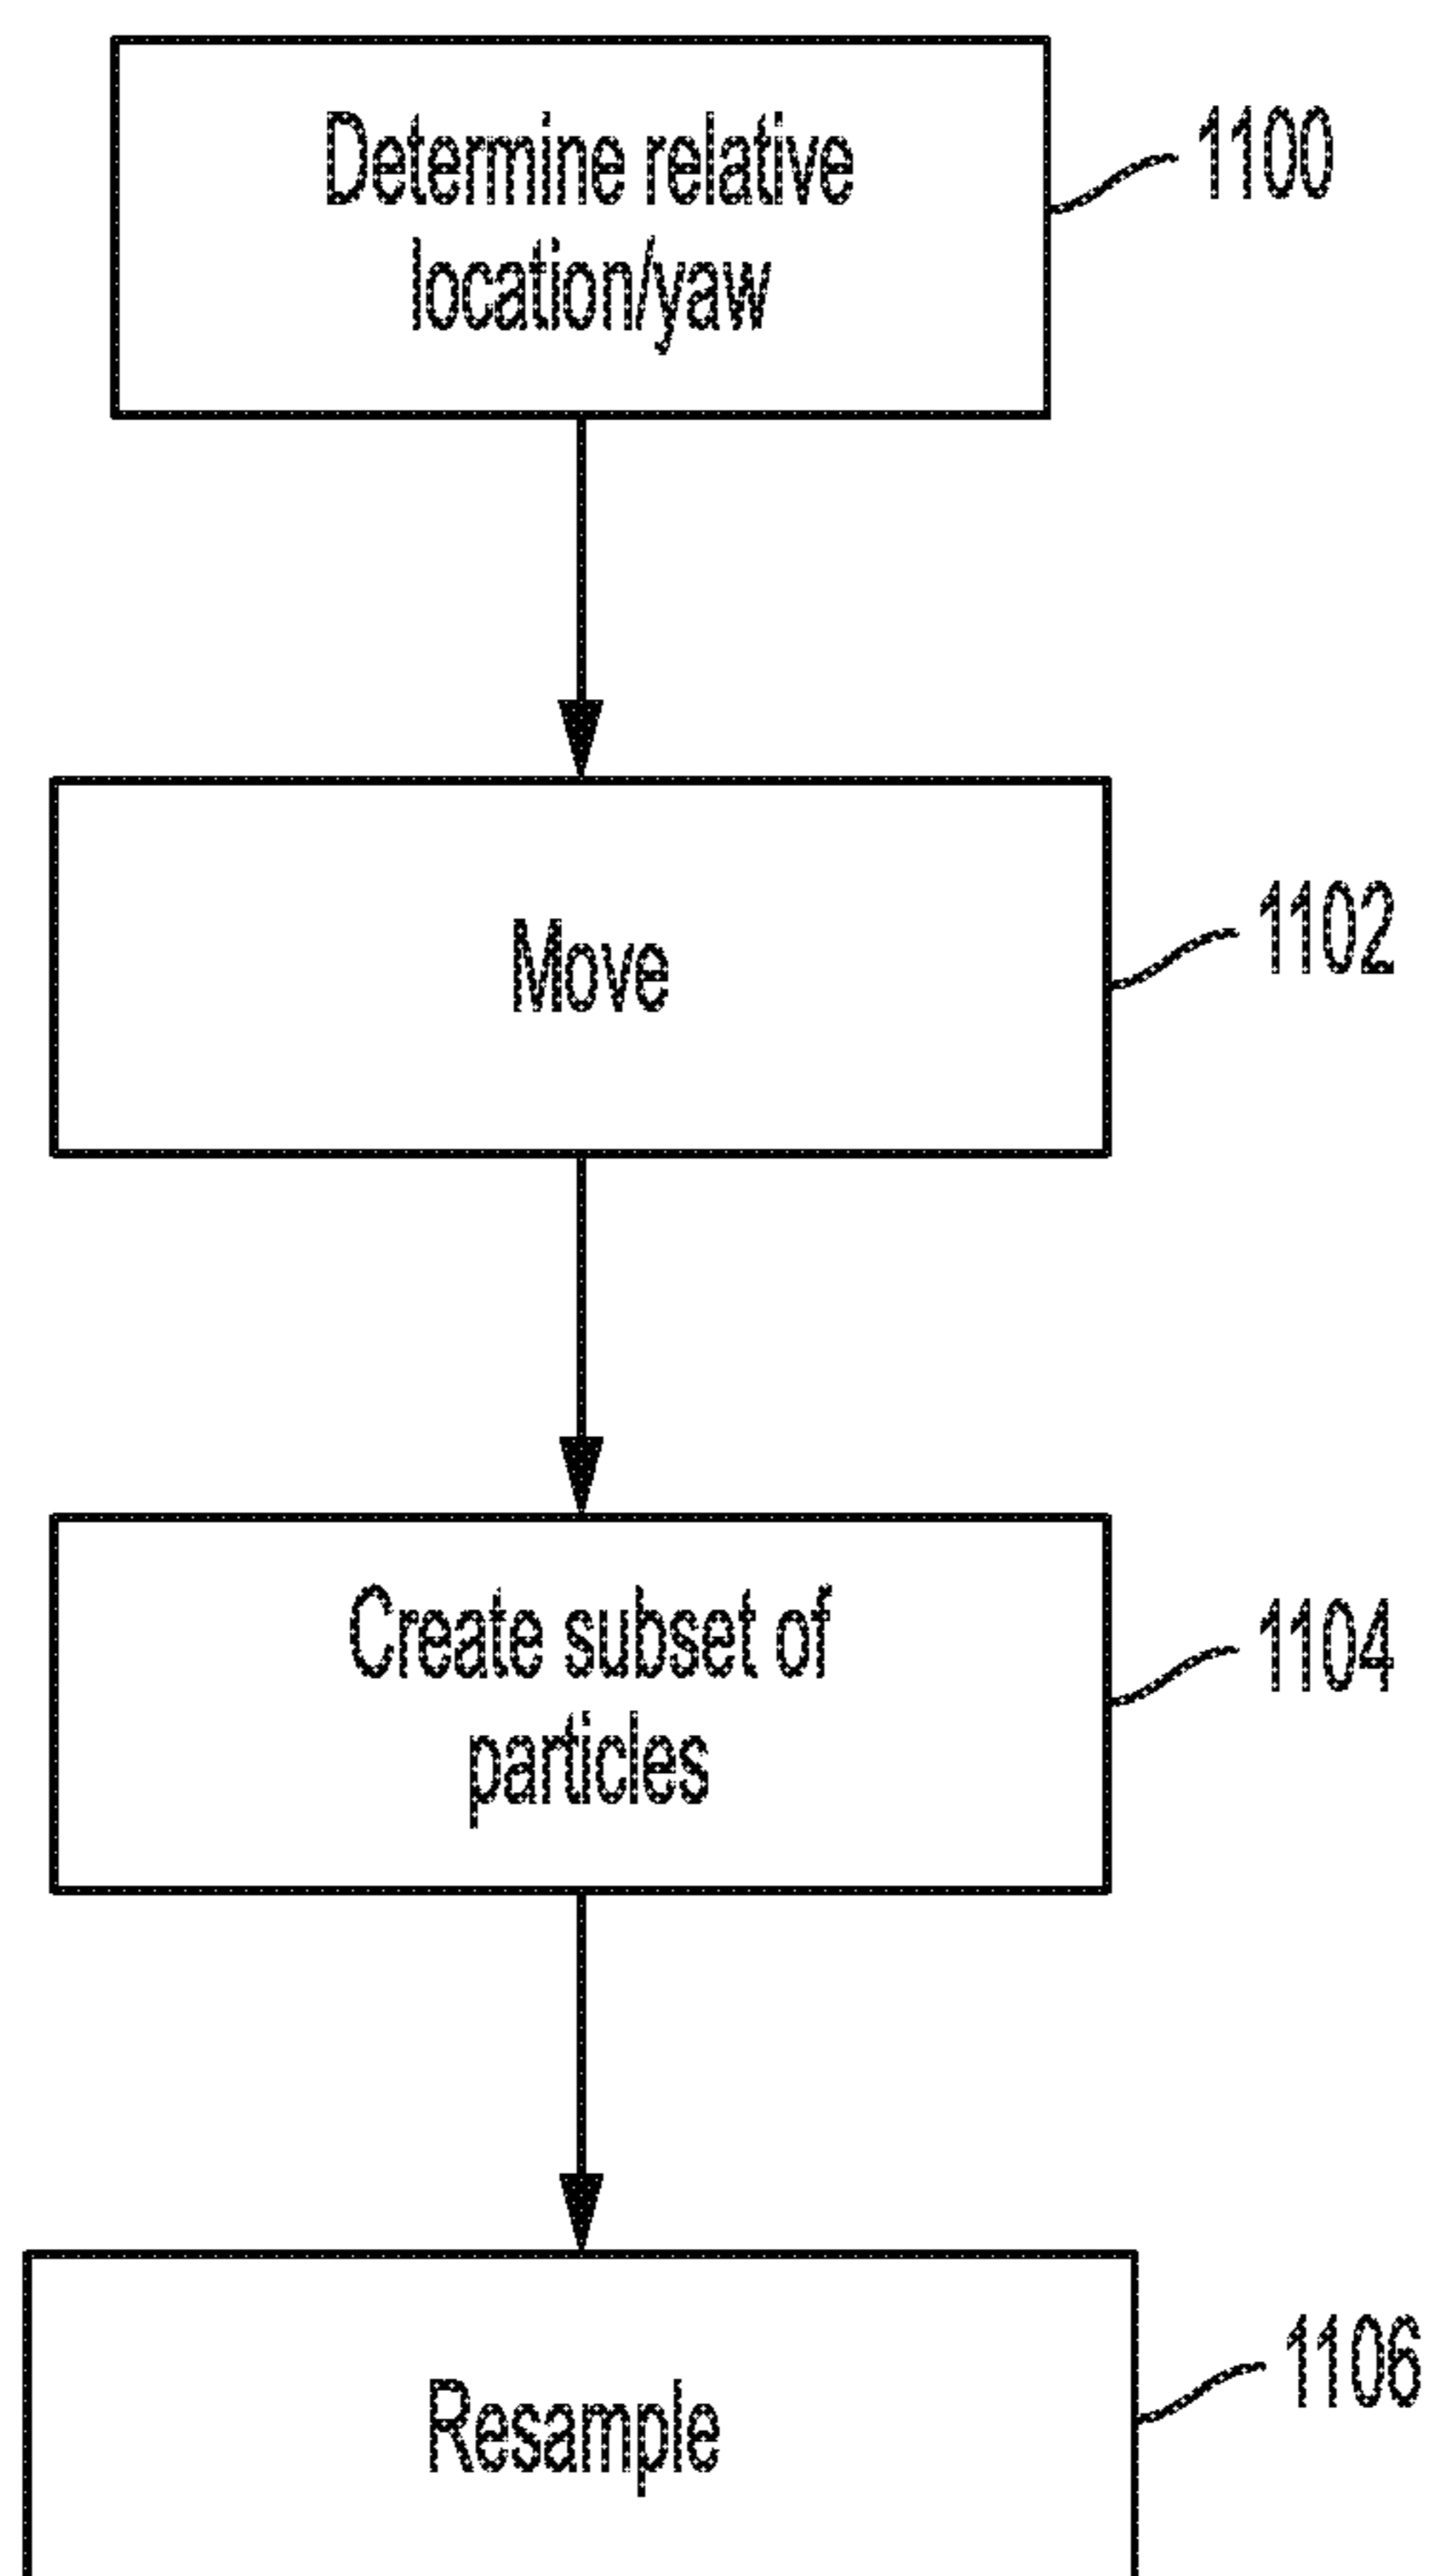 Determine relative
location/yaw
1100
Move
1102
Create subset of
particles
1104
Resample
1106